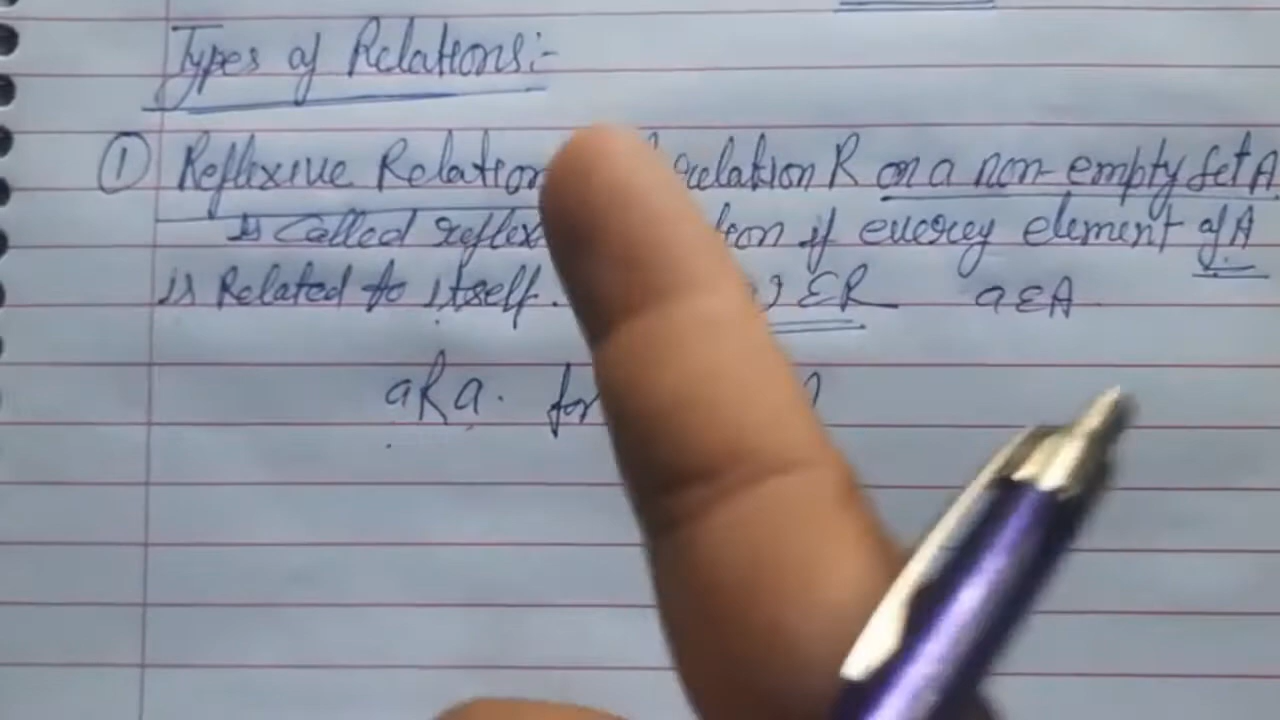 Types of Relations:-
① Reflexive Relation relation R on a non-empty set A
is called reflex if every element of A
is Related to itself. ) ∈R a∈A
aRa. for